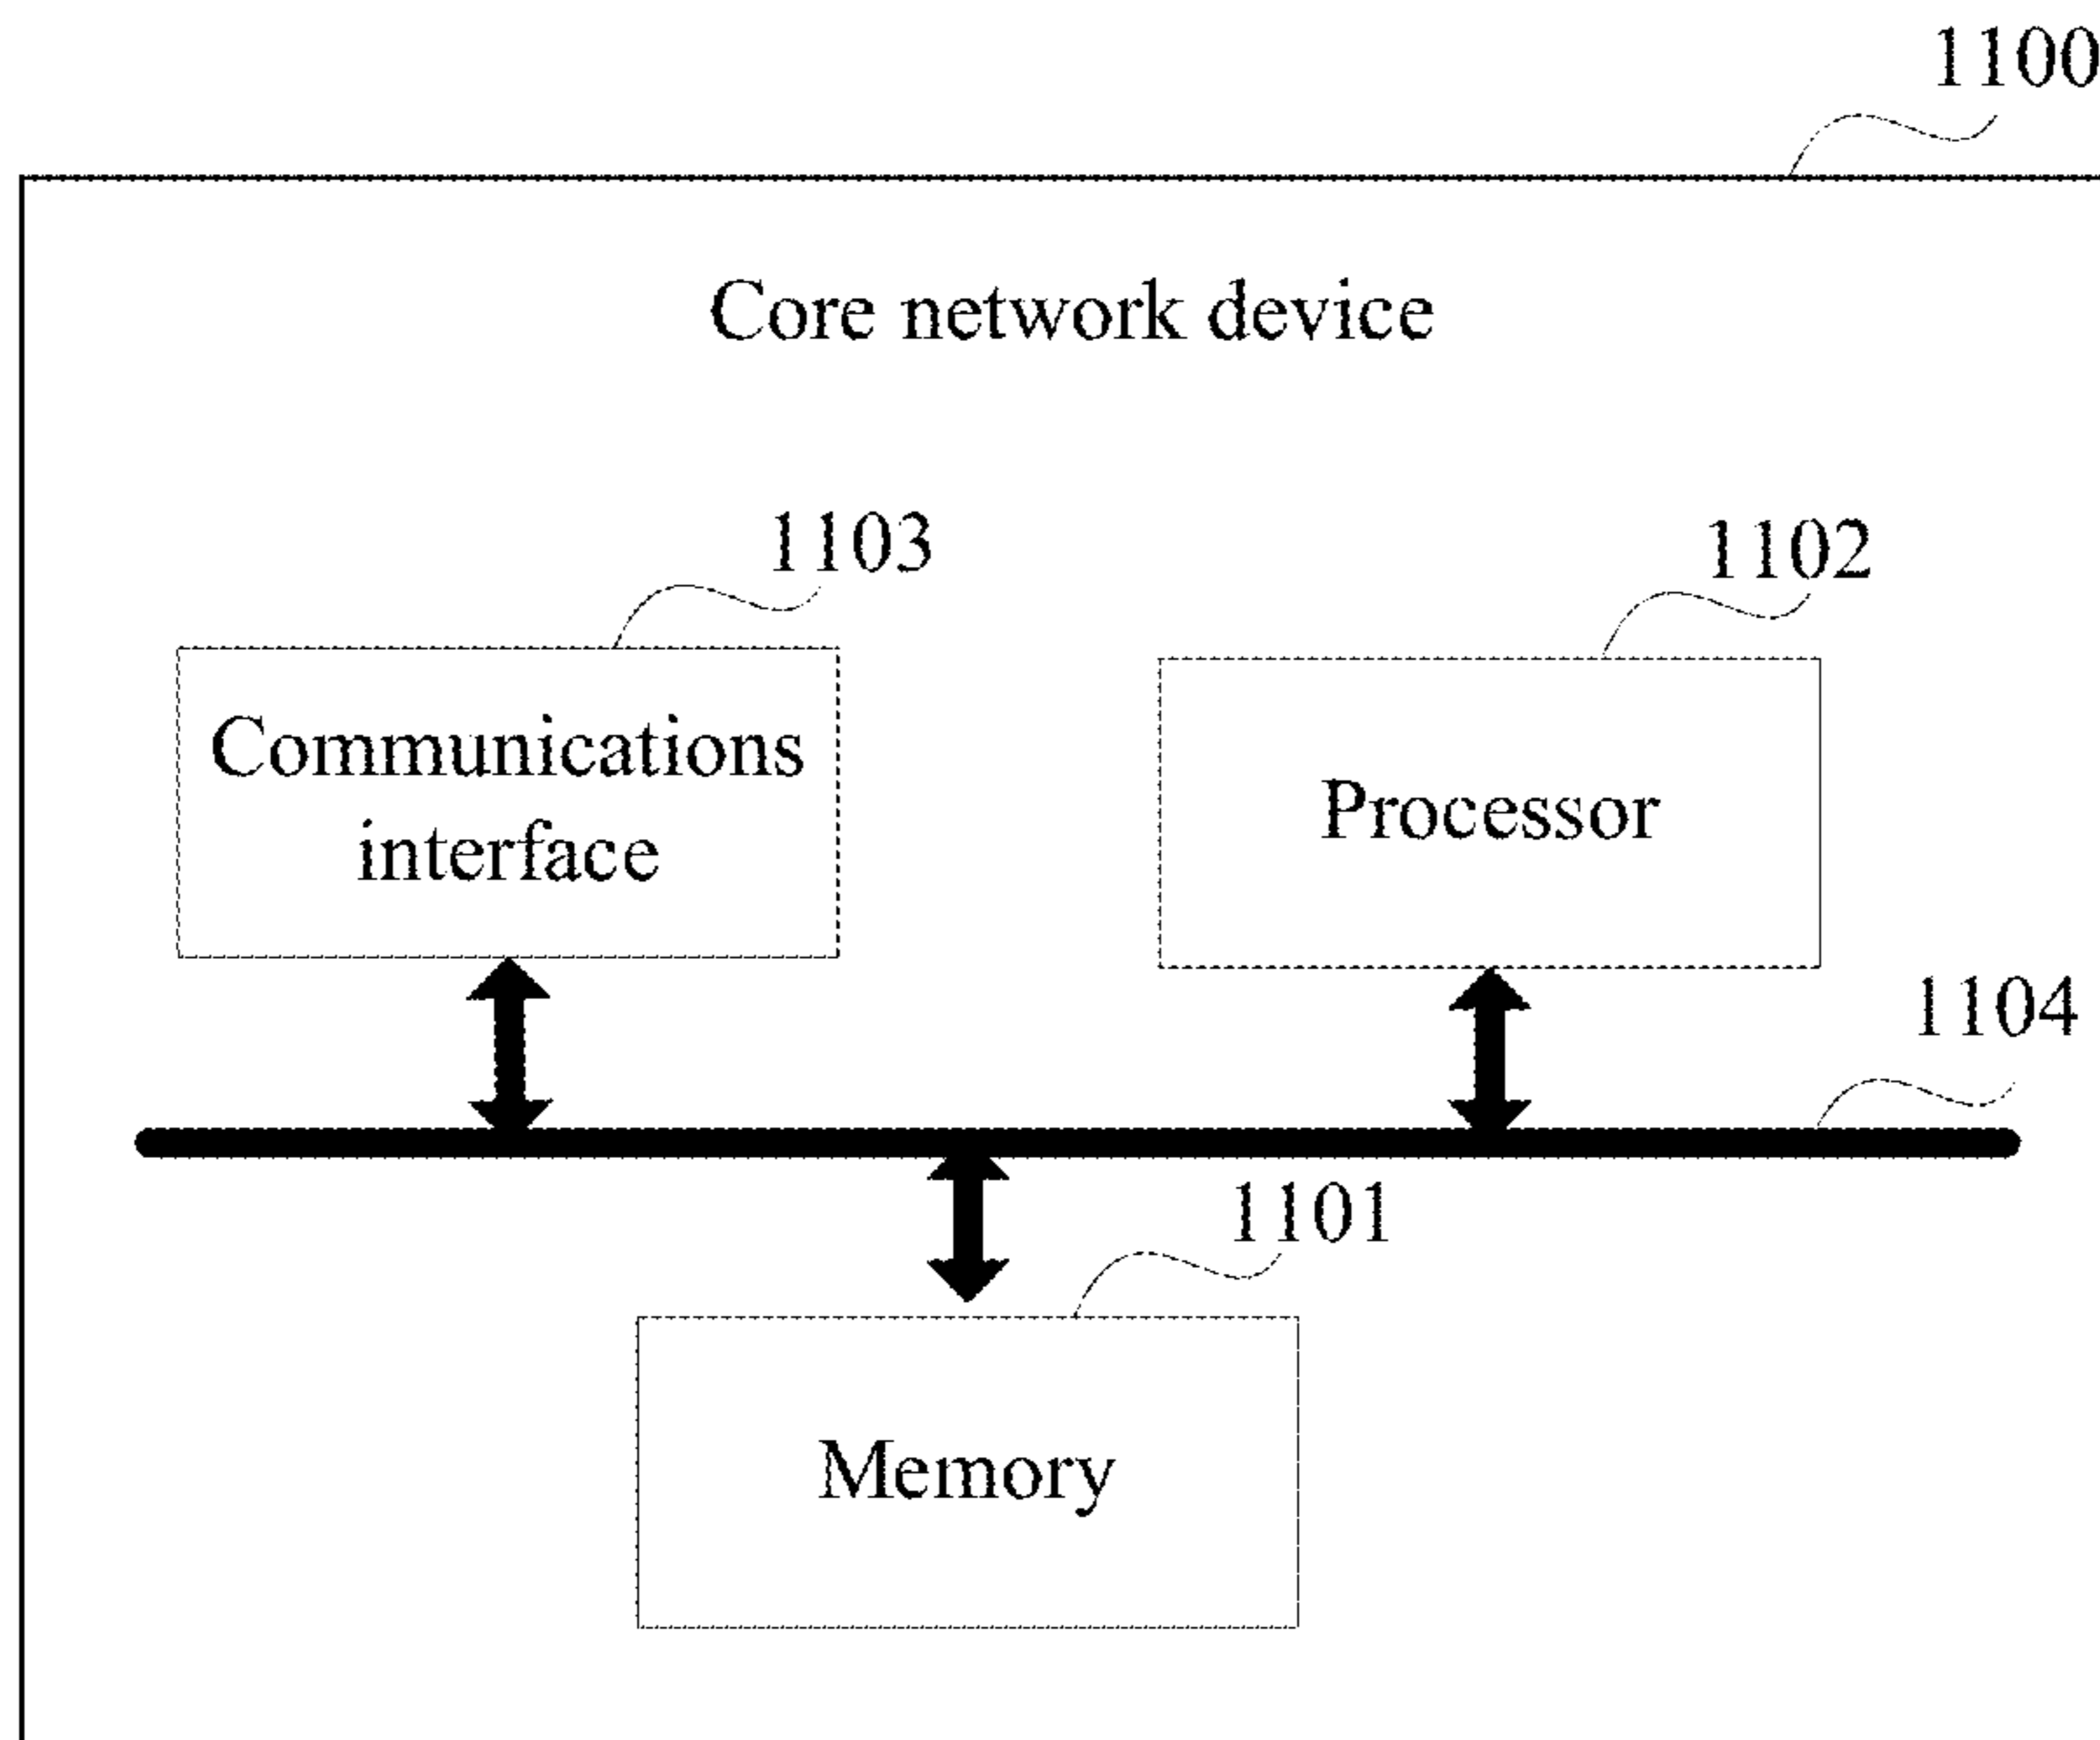 1100
Core network device
1103
1102
Communications
interface
Processor
1104
1101
Memory